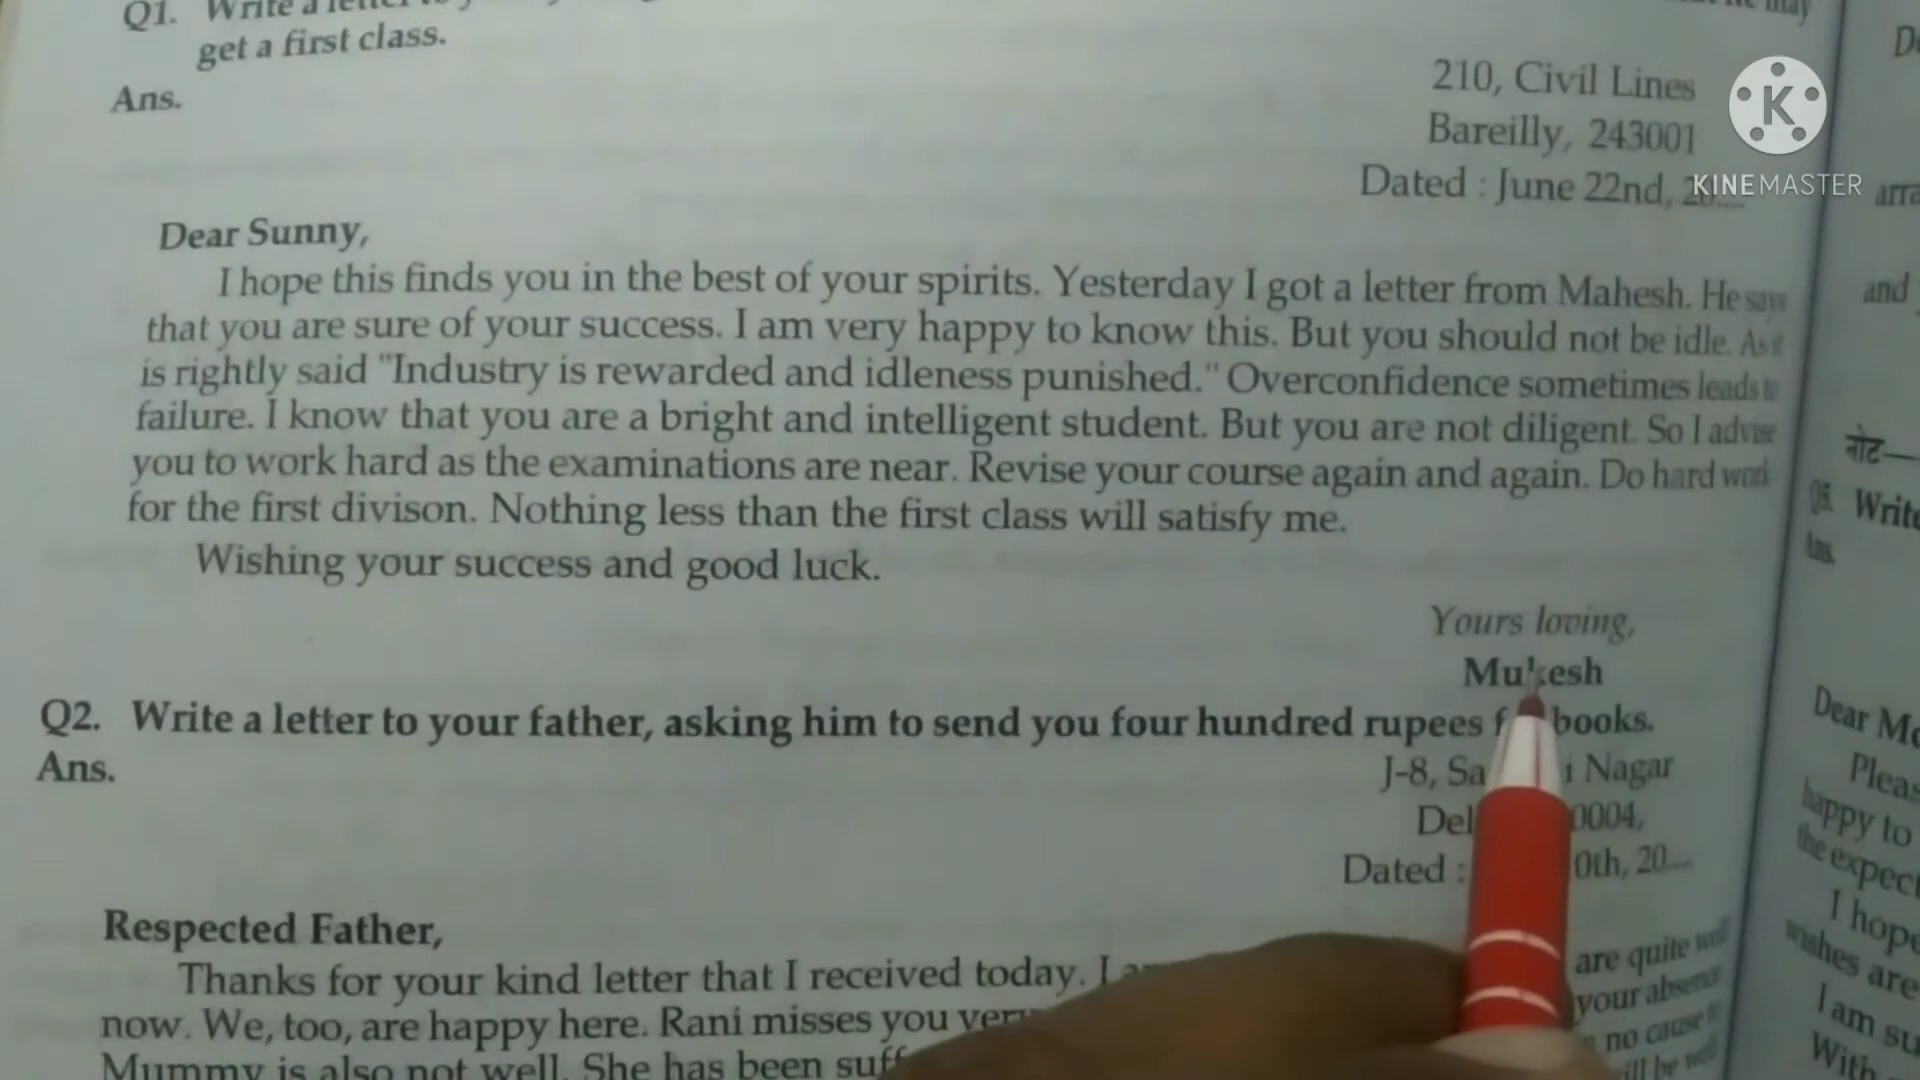 Q1. Write a letter to
get a first class.
Ans.
210, Civil Lines
Bareilly, 243001
Dated : June 22nd, 20....
KINEMASTER
Dear Sunny,
I hope this finds you in the best of your spirits. Yesterday I got a letter from Mahesh. He says
that you are sure of your success. I am very happy to know this. But you should not be idle. As it
is rightly said "Industry is rewarded and idleness punished." Overconfidence sometimes leads to
failure. I know that you are a bright and intelligent student. But you are not diligent. So I advise
you to work hard as the examinations are near. Revise your course again and again. Do hard work
for the first divison. Nothing less than the first class will satisfy me.
Wishing your success and good luck.
Yours loving,
Mukesh
Q2. Write a letter to your father, asking him to send you four hundred rupees books.
Ans.
J-8, Nagar
0004,
Dated : 0th, 20....
Respected Father,
Thanks for your kind letter that I received today. I are quite well
now. We, too, are happy here. Rani misses you very your absence
Mummy is also not well. She has been no cause
will be well
may
and
नोट—
Q5. Write
Ans.
Dear
happy to
the
I hope
wishes are
I am
With